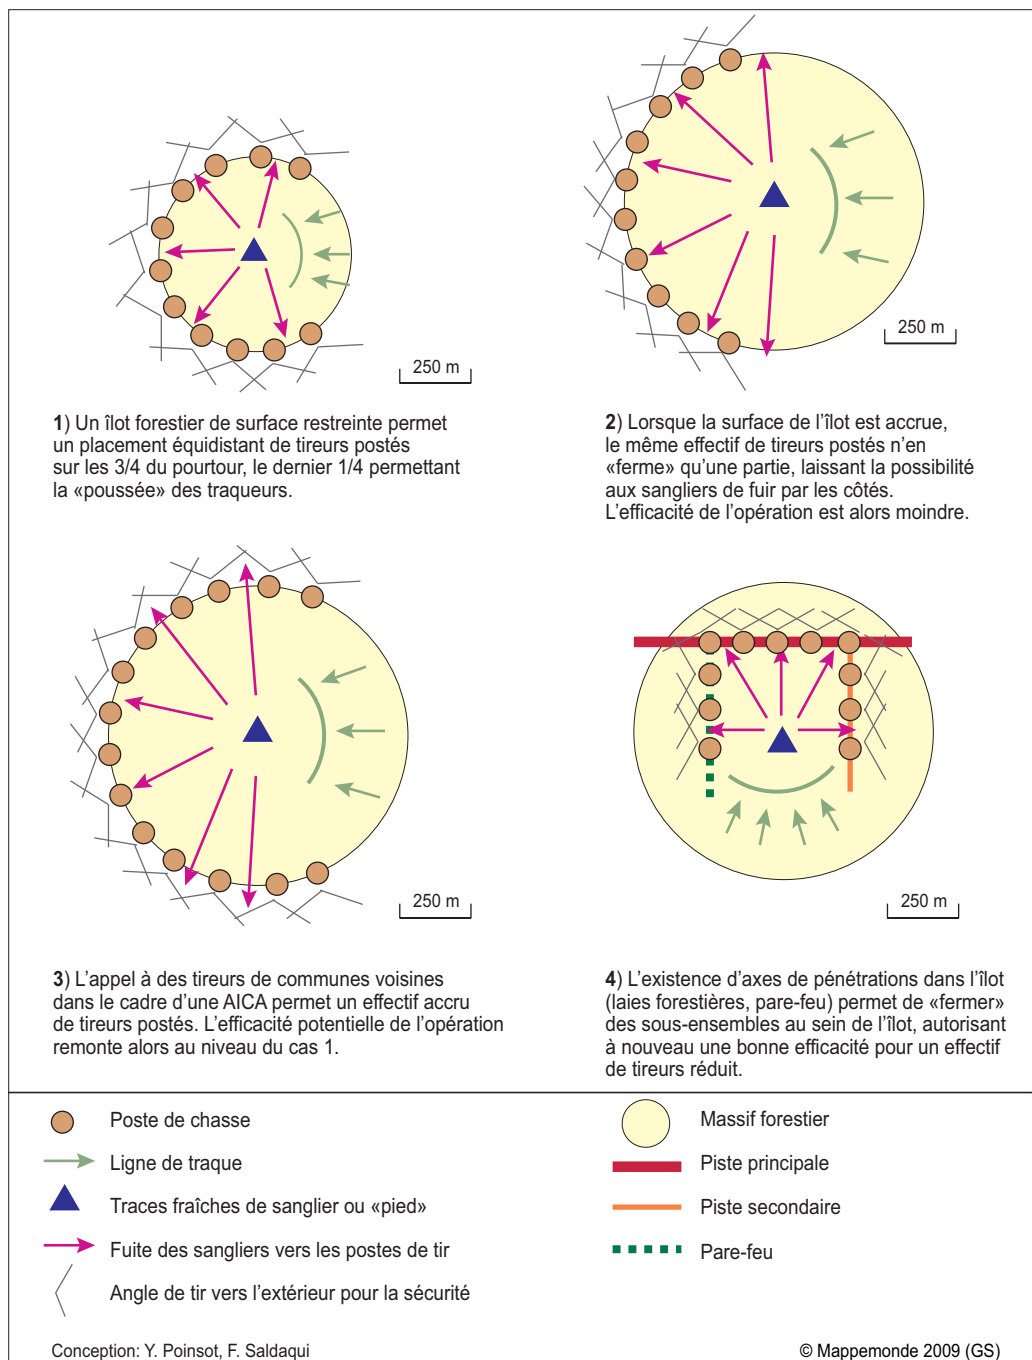 250 m
250 m
1) Un îlot forestier de surface restreinte permet
un placement équidistant de tireurs postés
sur les 3/4 du pourtour, le dernier 1/4 permettant
la «poussée» des traqueurs.
2) Lorsque la surface de l’îlot est accrue,
le même effectif de tireurs postés n’en
«ferme» qu’une partie, laissant la possibilité
aux sangliers de fuir par les côtés.
L’efficacité de l’opération est alors moindre.
250 m
250 m
3) L’appel à des tireurs de communes voisines
dans le cadre d’une AICA permet un effectif accru
de tireurs postés. L’efficacité potentielle de l’opération
remonte alors au niveau du cas 1.
4) L’existence d’axes de pénétrations dans l’îlot
(laies forestières, pare-feu) permet de «fermer»
des sous-ensembles au sein de l’îlot, autorisant
à nouveau une bonne efficacité pour un effectif
de tireurs réduit.
Poste de chasse
Ligne de traque
Traces fraîches de sanglier ou «pied»
Fuite des sangliers vers les postes de tir
Angle de tir vers l’extérieur pour la sécurité
Massif forestier
Piste principale
Piste secondaire
Pare-feu
Conception: Y. Poinsot, F. Saldaqui
© Mappemonde 2009 (GS)